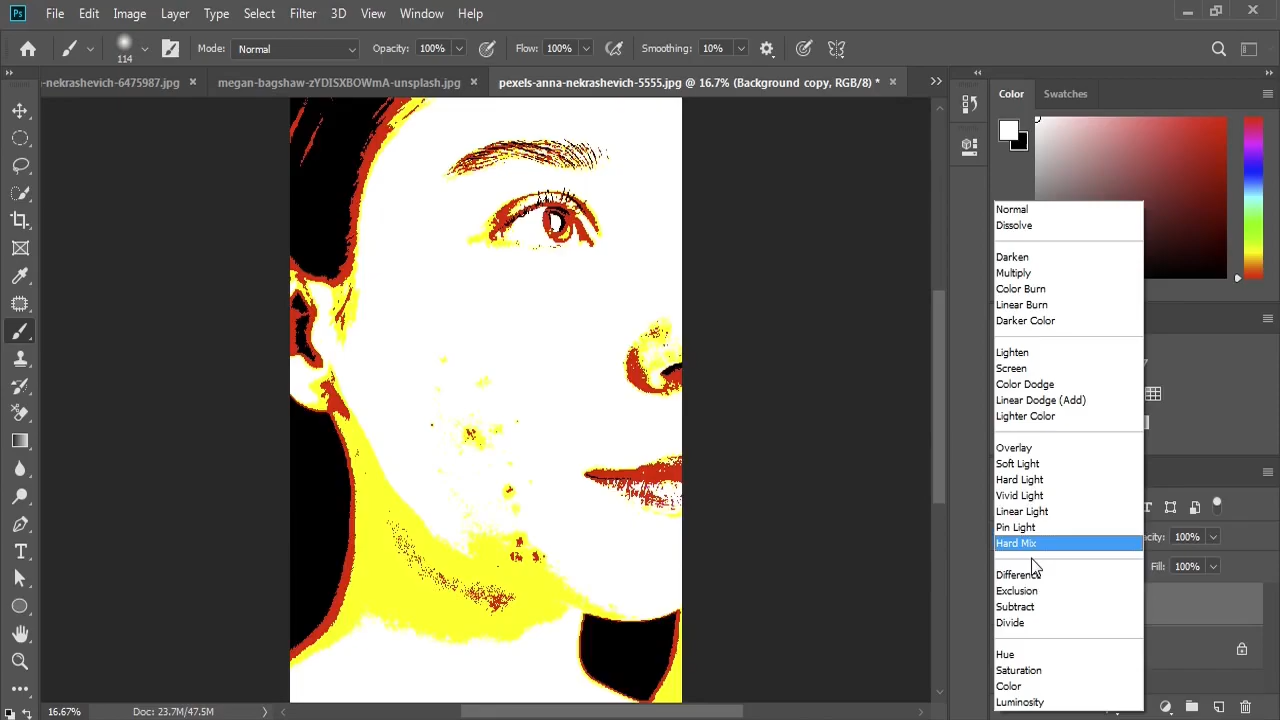 Ps File Edit Image Layer Type Select Filter 3D View Window Help
114 Mode: Normal Opacity: 100% Flow: 100% Smoothing: 10%
-nekrashevich-6475987.jpg × megan-bagshaw-zYDISXBOWmA-unsplash.jpg × pexels-anna-nekrashevich-5555.jpg @ 16.7% (Background copy, RGB/8) * ×
Color Swatches
Normal
Dissolve
Darken
Multiply
Color Burn
Linear Burn
Darker Color
Lighten
Screen
Color Dodge
Linear Dodge (Add)
Lighter Color
Overlay
Soft Light
Hard Light
Vivid Light
Linear Light
Pin Light
Hard Mix
Difference
Exclusion
Subtract
Divide
Hue
Saturation
Color
Luminosity
acity: 100%
Fill: 100%
16.67% Doc: 23.7M/47.5M